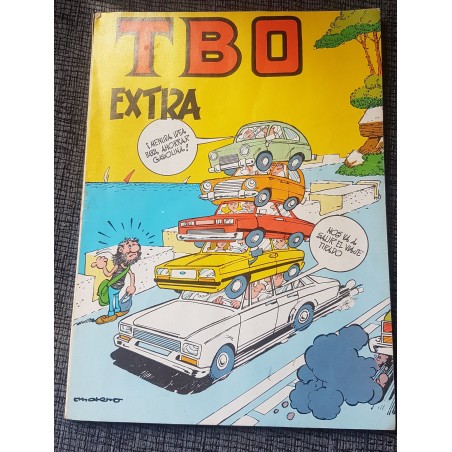 TBO
EXTRA
¡MENUDA IDEA
PARA AHORRAR
GASOLINA!
NOS VA A
SALIR EL VIAJE
TIRADO